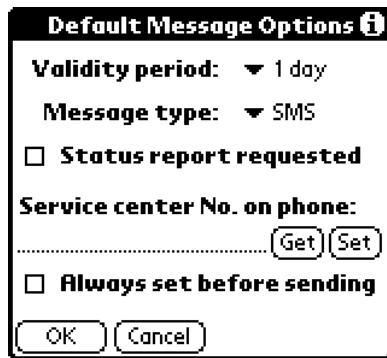 Default Message Options i
Validity period: 1 day
Message type: SMS
Status report requested
Service center No. on phone:
Get Set
Always set before sending
OK Cancel